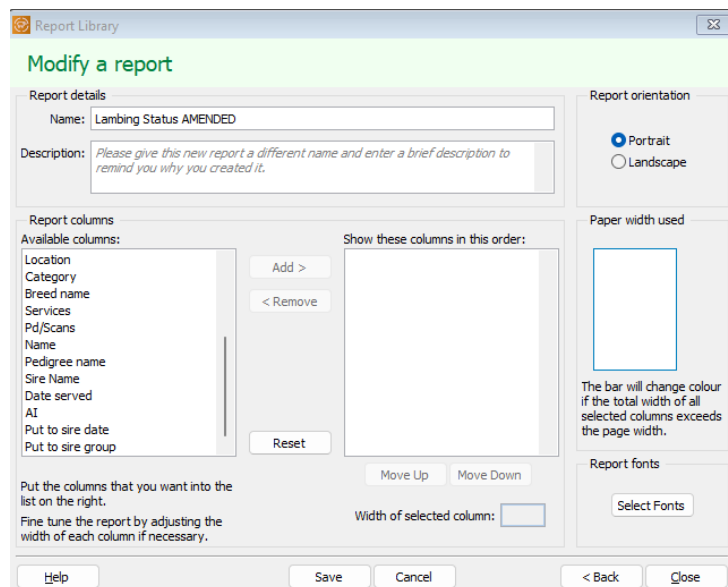 Report Library
Modify a report
Report details
Name:
Lambing Status AMENDED
Description:
Please give this new report a different name and enter a brief description to
remind you why you created it.
Report orientation
Portrait
Landscape
Report columns
Available columns:
Location
Category
Breed name
Services
Pd/Scans
Name
Pedigree name
Sire Name
Date served
AI
Put to sire date
Put to sire group
Add >
< Remove
Reset
Show these columns in this order:
Move Up
Move Down
Width of selected column:
Put the columns that you want into the
list on the right.
Fine tune the report by adjusting the
width of each column if necessary.
Paper width used
The bar will change colour
if the total width of all
selected columns exceeds
the page width.
Report fonts
Select Fonts
Help
Save
Cancel
< Back
Close